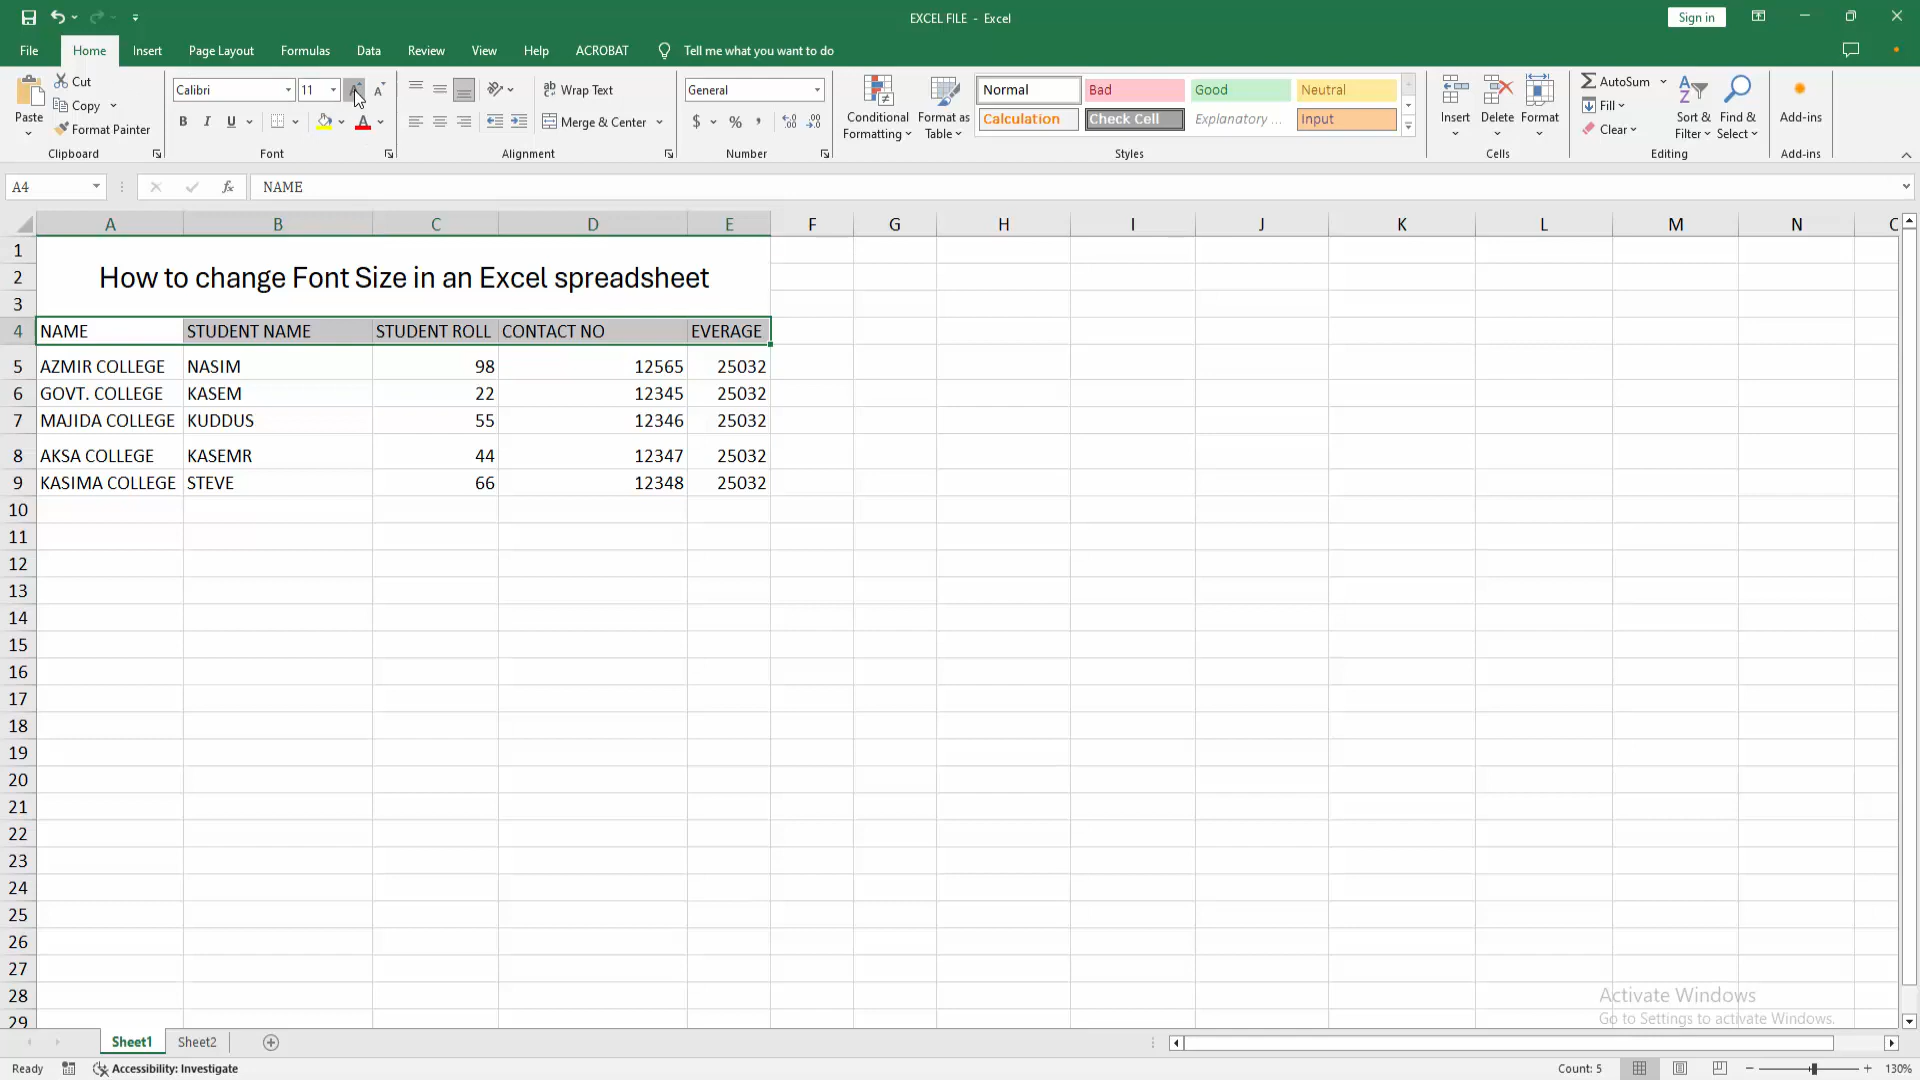 EXCEL FILE - Excel
Sign in
File Home Insert Page Layout Formulas Data Review View Help ACROBAT Tell me what you want to do
Paste
Cut
Copy
Format Painter
Clipboard
Calibri 11
B I U
Font
Wrap Text
Merge & Center
Alignment
General
$ % ,
Number
Conditional Formatting
Format as Table
Normal Bad Good Neutral
Calculation Check Cell Explanatory ... Input
Styles
Insert Delete Format
Cells
AutoSum
Fill
Clear
Sort & Filter
Find & Select
Editing
Add-ins
Add-ins
A4 fx NAME
A B C D E F G H I J K L M N
1
2 How to change Font Size in an Excel spreadsheet
3
4 NAME STUDENT NAME STUDENT ROLL CONTACT NO EVERAGE
5 AZMIR COLLEGE NASIM 98 12565 25032
6 GOVT. COLLEGE KASEM 22 12345 25032
7 MAJIDA COLLEGE KUDDUS 55 12346 25032
8 AKSA COLLEGE KASEMR 44 12347 25032
9 KASIMA COLLEGE STEVE 66 12348 25032
10
11
12
13
14
15
16
17
18
19
20
21
22
23
24
25
26
27
28
29
Activate Windows
Go to Settings to activate Windows.
Sheet1 Sheet2
Ready Accessibility: Investigate Count: 5 130%